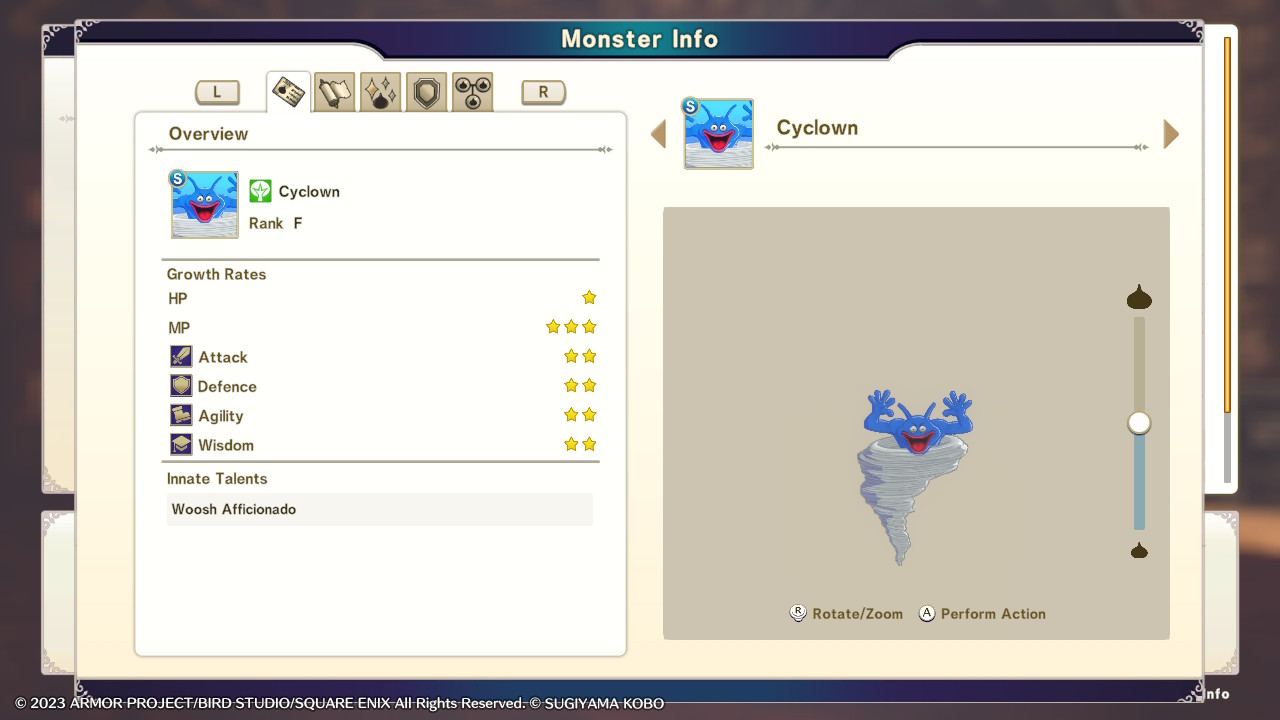 Monster Info
L
R
Overview
S
Cyclown
Rank F
Growth Rates
HP
MP
Attack
Defence
Agility
Wisdom
Innate Talents
Woosh Afficionado
S
Cyclown
R Rotate/Zoom A Perform Action
nfo
© 2023 ARMOR PROJECT/BIRD STUDIO/SQUARE ENIX All Rights Reserved. © SUGIYAMA KOBO